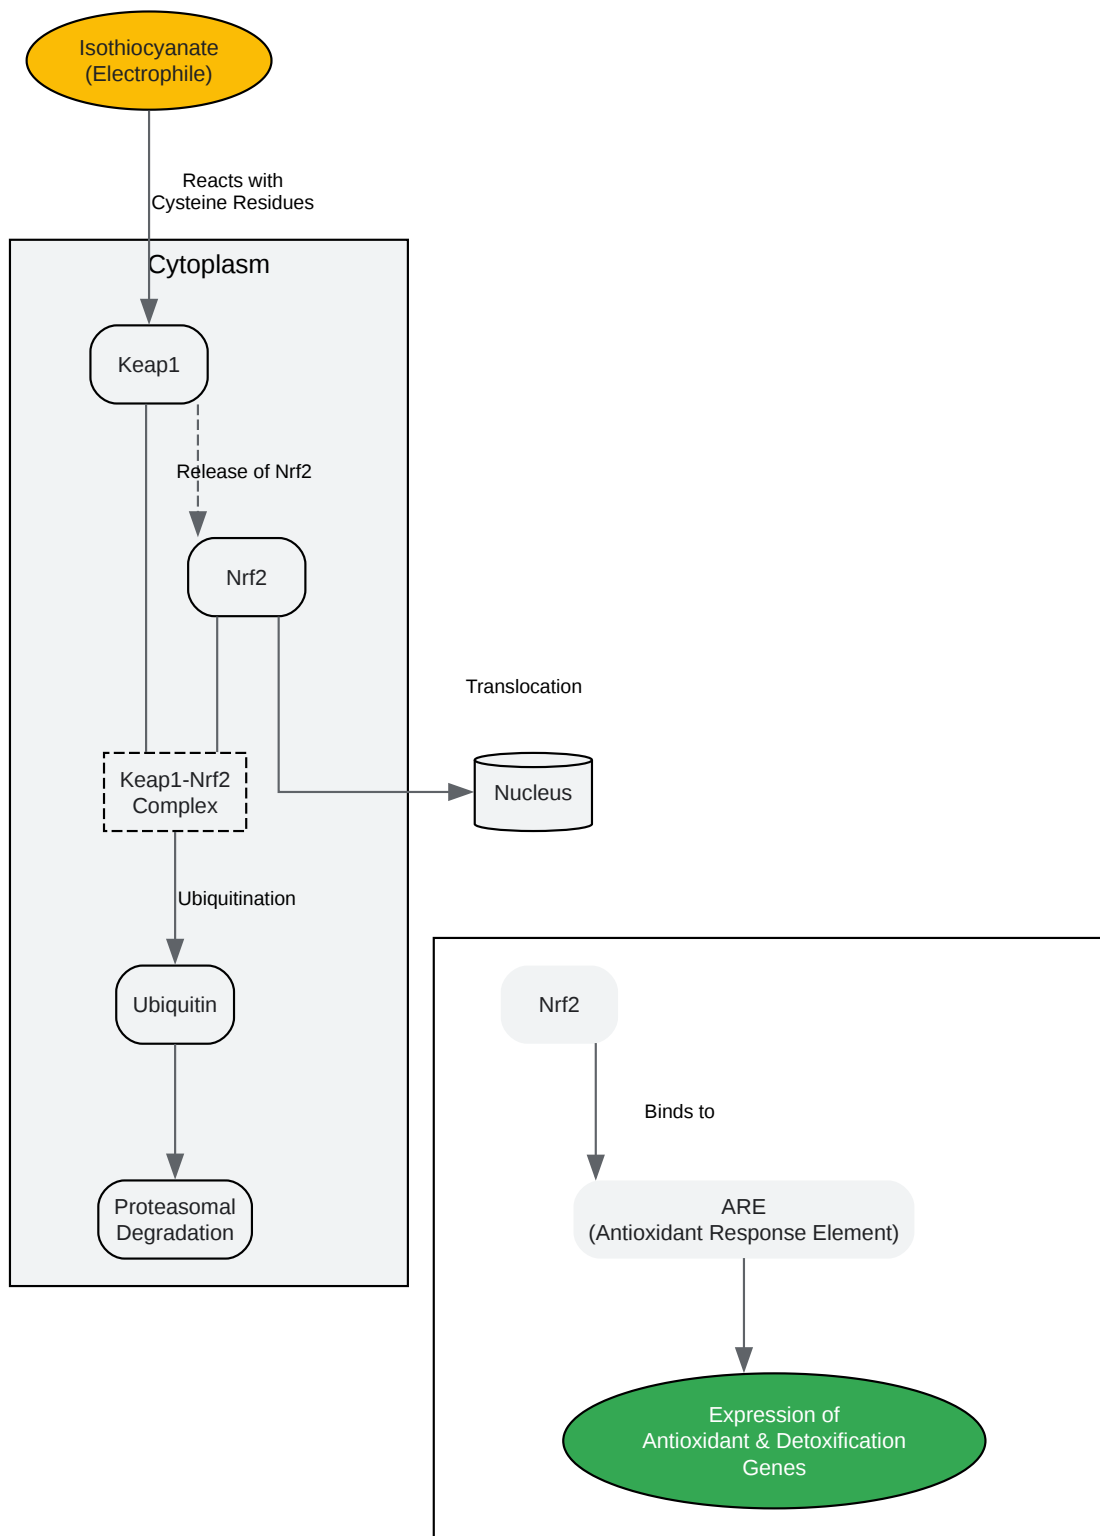 Isothiocyanate
(Electrophile)
Reacts with
Cysteine Residues
Cytoplasm
Keap1
Release of Nrf2
Nrf2
Translocation
Keap1-Nrf2
Complex
Nucleus
Ubiquitination
Ubiquitin
Proteasomal
Degradation
Nrf2
Binds to
ARE
(Antioxidant Response Element)
Expression of
Antioxidant & Detoxification
Genes